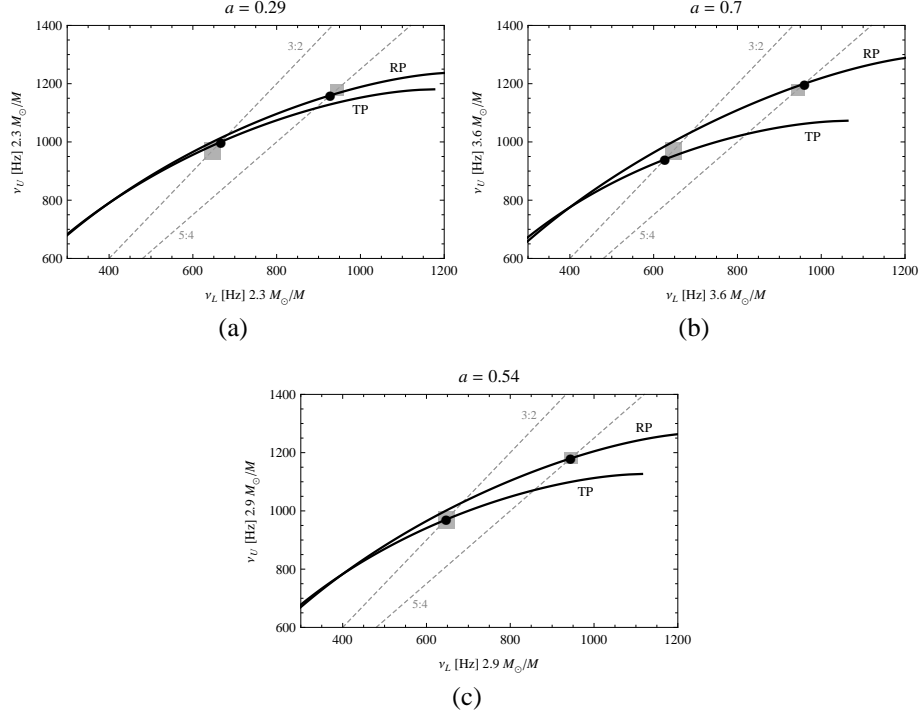 a = 0.29
1400
1200
1000
800
600
ν_U [Hz] 2.3 M_⊙/M
3:2
RP
TP
5:4
400 600 800 1000 1200
ν_L [Hz] 2.3 M_⊙/M
(a)
a = 0.7
1400
1200
1000
800
600
ν_U [Hz] 3.6 M_⊙/M
3:2
RP
TP
5:4
400 600 800 1000 1200
ν_L [Hz] 3.6 M_⊙/M
(b)
a = 0.54
1400
1200
1000
800
600
ν_U [Hz] 2.9 M_⊙/M
3:2
RP
TP
5:4
400 600 800 1000 1200
ν_L [Hz] 2.9 M_⊙/M
(c)